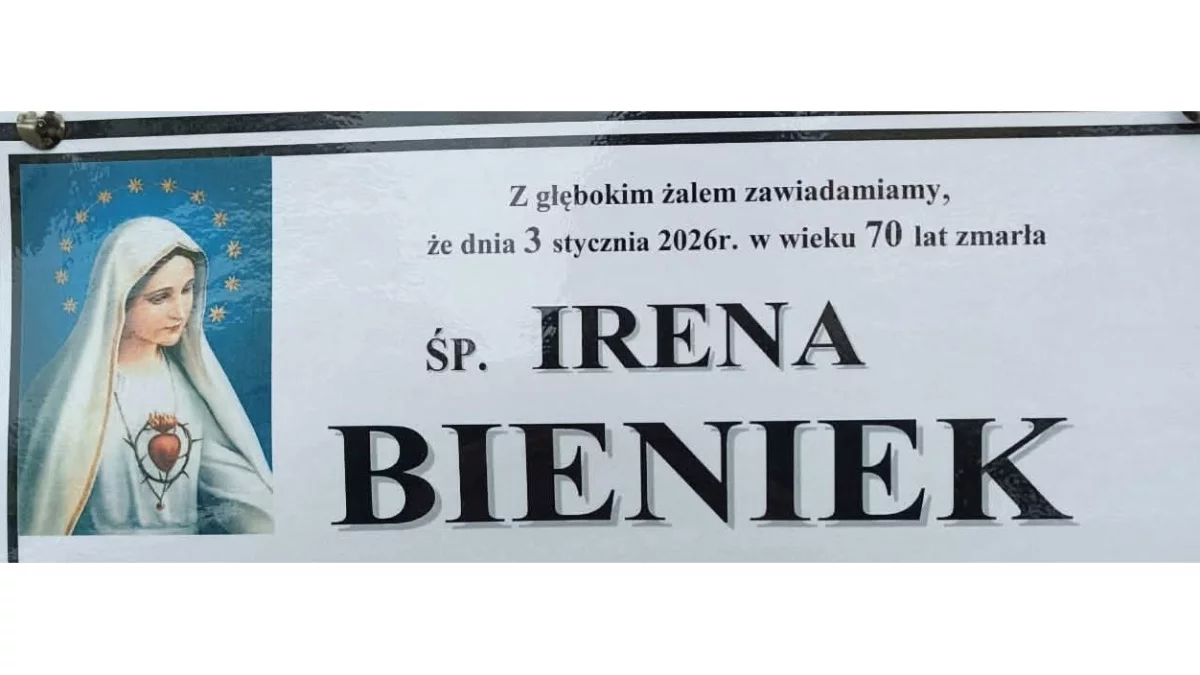 Z głębokim żalem zawiadamiamy,
że dnia 3 stycznia 2026r. w wieku 70 lat zmarła
ŚP. IRENA
BIENIEK